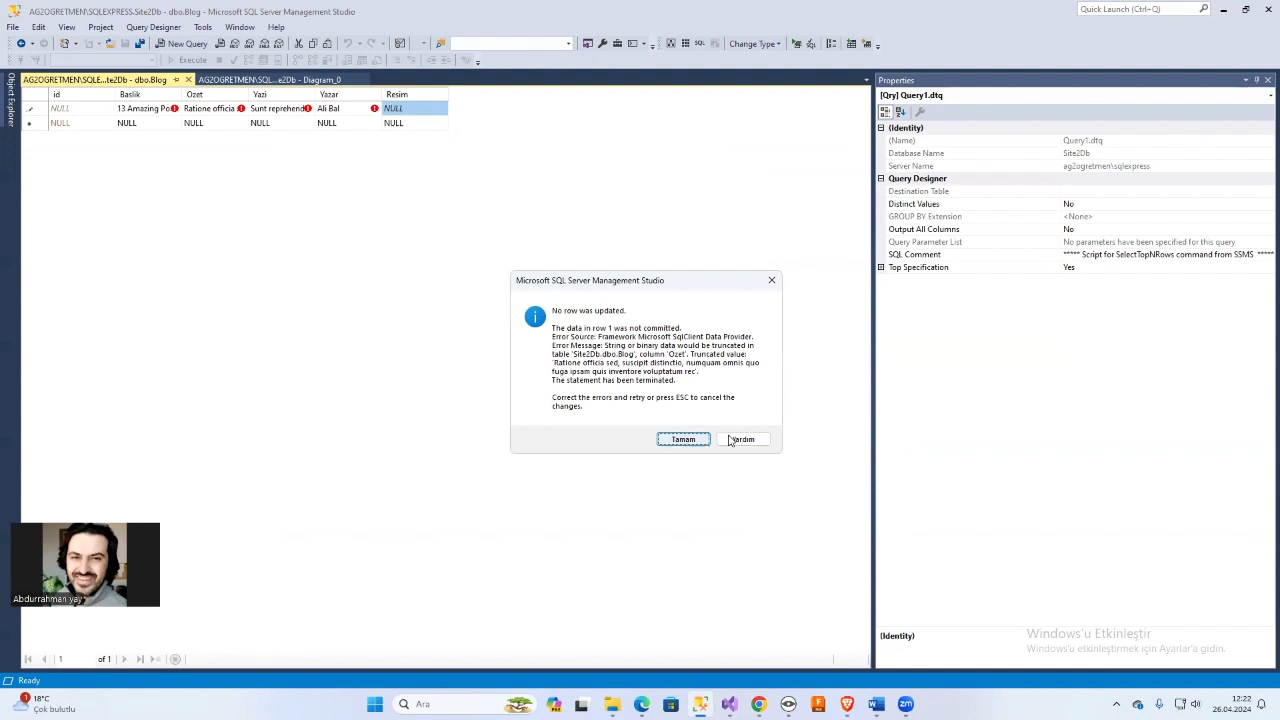 AG2OGRETMEN\SQLEXPRESS.Site2Db - dbo.Blog - Microsoft SQL Server Management Studio
Quick Launch (Ctrl+Q)
File Edit View Project Query Designer Tools Window Help
New Query
Change Type
Execute
AG2OGRETMEN\SQLE...te2Db - dbo.Blog
AG2OGRETMEN\SQL...e2Db - Diagram_0
Object Explorer
id Baslik Ozet Yazi Yazar Resim
NULL 13 Amazing Po Ratione officia Sunt reprehend Ali Bal NULL
NULL NULL NULL NULL NULL NULL
Microsoft SQL Server Management Studio
No row was updated.
The data in row 1 was not committed.
Error Source: Framework Microsoft SqlClient Data Provider.
Error Message: String or binary data would be truncated in
table 'Site2Db.dbo.Blog', column 'Ozet'. Truncated value:
'Ratione officia sed, suscipit distinctio, numquam omnis quo
fuga ipsam quis inventore voluptatum rec'.
The statement has been terminated.
Correct the errors and retry or press ESC to cancel the
changes.
Tamam Yardım
Properties
[Qry] Query1.dtq
(Identity)
(Name) Query1.dtq
Database Name Site2Db
Server Name ag2ogretmen\sqlexpress
Query Designer
Destination Table
Distinct Values No
GROUP BY Extension <None>
Output All Columns No
Query Parameter List No parameters have been specified for this query
SQL Comment ***** Script for SelectTopNRows command from SSMS *****
Top Specification Yes
(Identity)
Windows'u Etkinleştir
Windows'u etkinleştirmek için Ayarlar'a gidin.
Abdurrahman yay
1 of 1
Ready
1
18°C
Çok bulutlu
Ara
12:22
26.04.2024